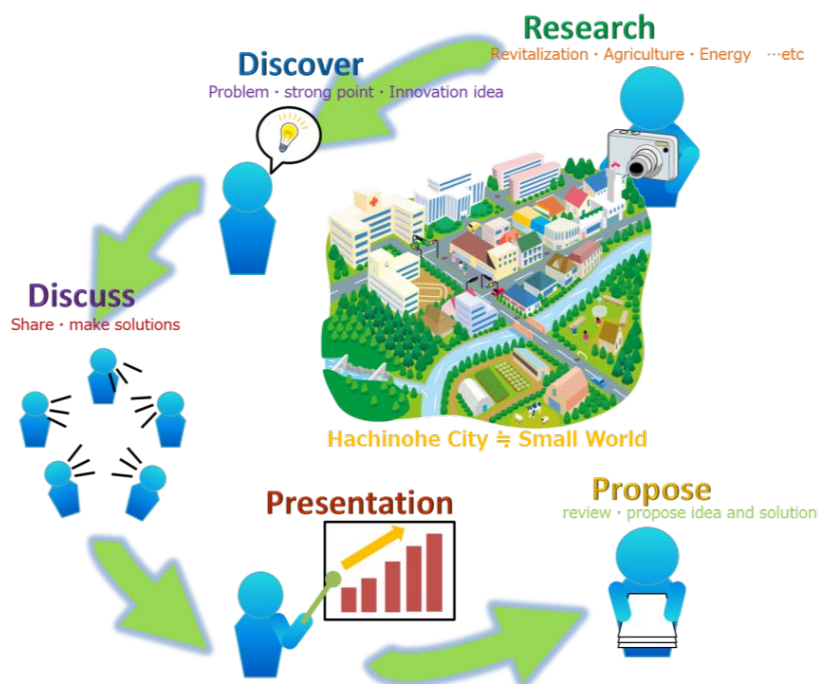 Research
Revitalization・Agriculture・Energy　…etc
Discover
Problem・strong point・Innovation idea
Discuss
Share・make solutions
Hachinohe City ≒ Small World
Presentation
Propose
review・propose idea and solution